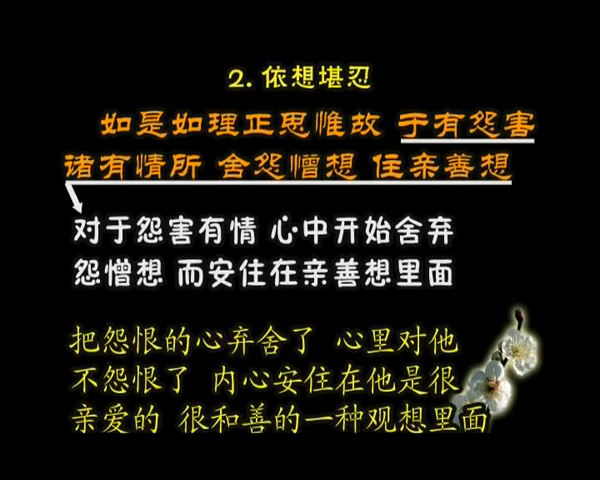 2. 依想堪忍
如是如理正思惟故 于有怨害
诸有情所 舍怨憎想 住亲善想
对于怨害有情 心中开始舍弃
怨憎想 而安住在亲善想里面
把怨恨的心弃舍了 心里对他
不怨恨了 内心安住在他是很
亲爱的 很和善的一种观想里面